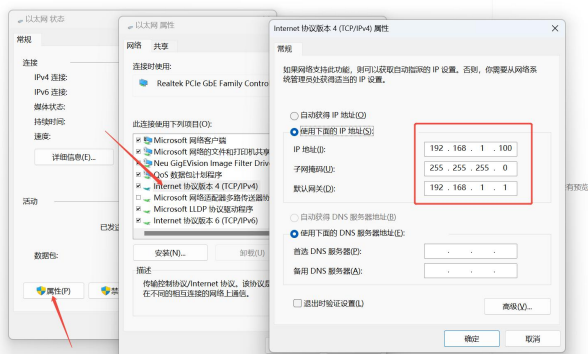 以太网 状态
常规
连接
IPv4 连接:
IPv6 连接:
媒体状态:
持续时间:
速度:
详细信息(E)...
活动
已发
数据包:
属性(P)
禁
以太网 属性
网络 共享
连接时使用:
Realtek PCIe GbE Family Contro
此连接使用下列项目(O):
Microsoft 网络客户端
Microsoft 网络的文件和打印机共享
Neu GigEVision Image Filter Driv
QoS 数据包计划程序
Internet 协议版本 4 (TCP/IPv4)
Microsoft 网络适配器多路传送器协
Microsoft LLDP 协议驱动程序
Internet 协议版本 6 (TCP/IPv6)
安装(N)...
卸载(U)
描述
传输控制协议/Internet 协议。该协议是
在不同的相互连接的网络上通信。
Internet 协议版本 4 (TCP/IPv4) 属性
常规
如果网络支持此功能，则可以获取自动指派的 IP 设置。否则，你需要从网络系
统管理员处获得适当的 IP 设置。
自动获得 IP 地址(O)
使用下面的 IP 地址(S):
IP 地址(I): 192 . 168 . 1 . 100
子网掩码(U): 255 . 255 . 255 . 0
默认网关(D): 192 . 168 . 1 . 1
自动获得 DNS 服务器地址(B)
使用下面的 DNS 服务器地址(E):
首选 DNS 服务器(P): . . .
备用 DNS 服务器(A): . . .
退出时验证设置(L)
高级(V)...
确定
取消
有预览